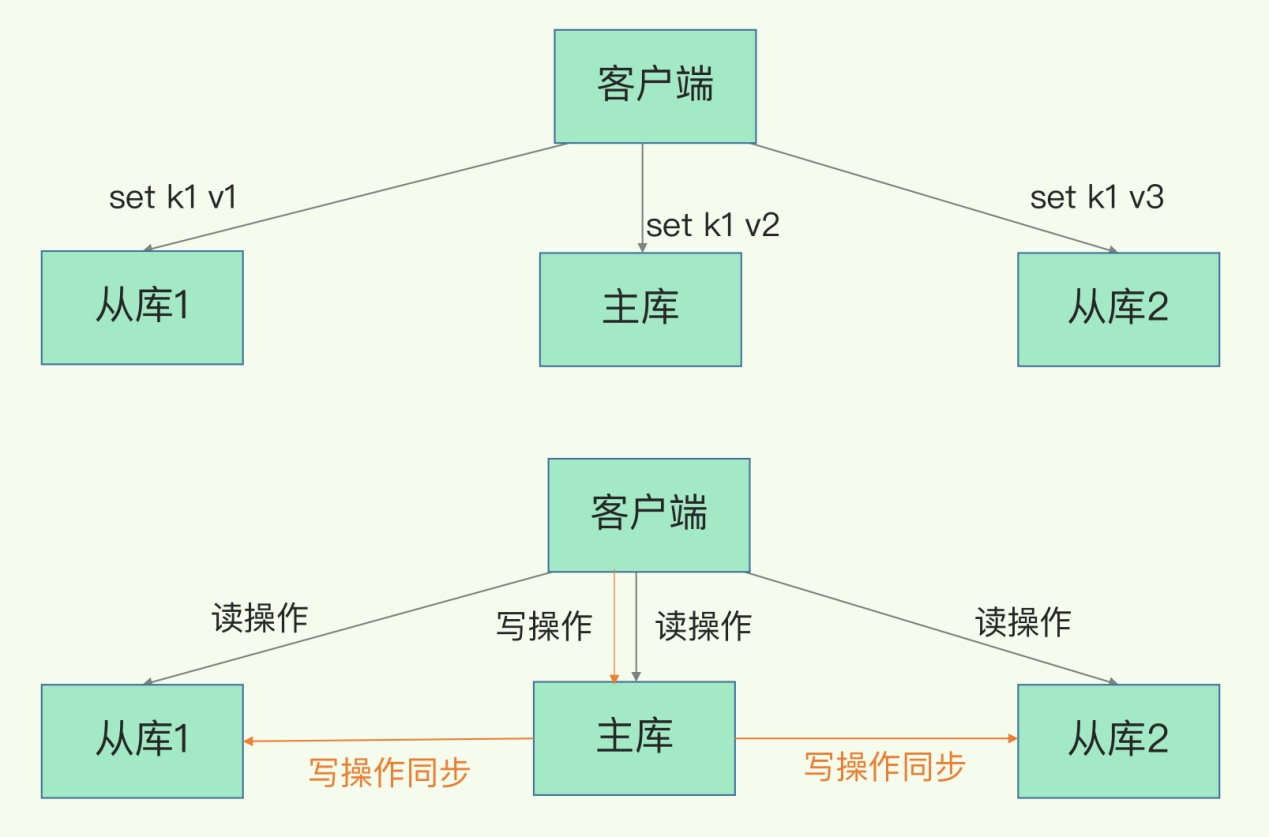 客户端
set k1 v1
set k1 v2
set k1 v3
从库1
主库
从库2
客户端
读操作
写操作
读操作
读操作
从库1
主库
从库2
写操作同步
写操作同步